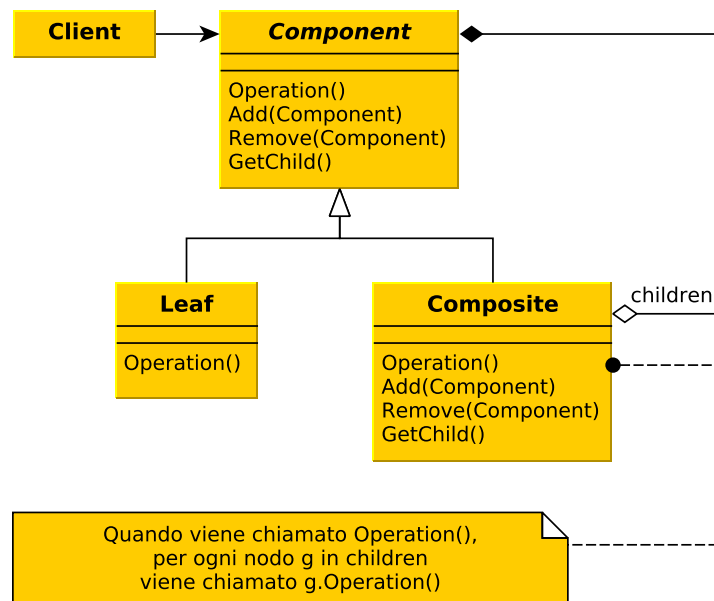 Client
Component
Operation()
Add(Component)
Remove(Component)
GetChild()
Leaf
Operation()
Composite
Operation()
Add(Component)
Remove(Component)
GetChild()
children
Quando viene chiamato Operation(),
per ogni nodo g in children
viene chiamato g.Operation()